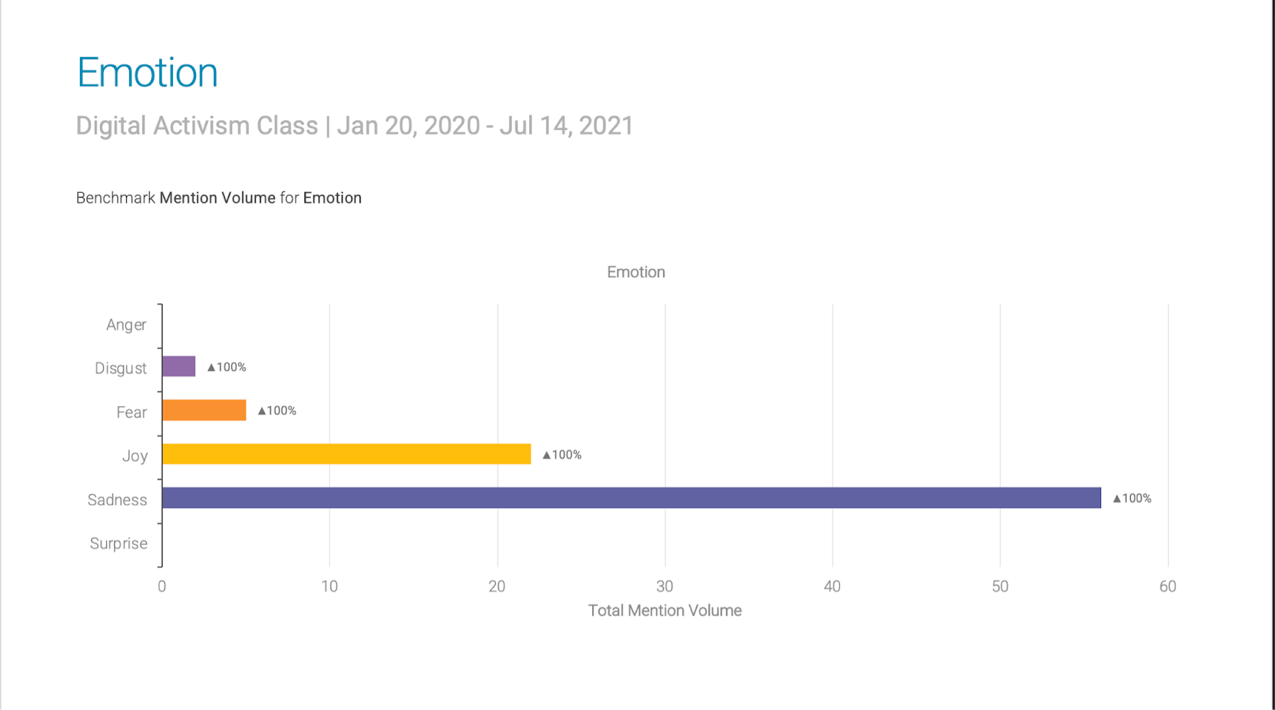 Emotion
Digital Activism Class | Jan 20, 2020 - Jul 14, 2021
Benchmark Mention Volume for Emotion
Emotion
Anger
Disgust ▲100%
Fear ▲100%
Joy ▲100%
Sadness ▲100%
Surprise
0 10 20 30 40 50 60
Total Mention Volume